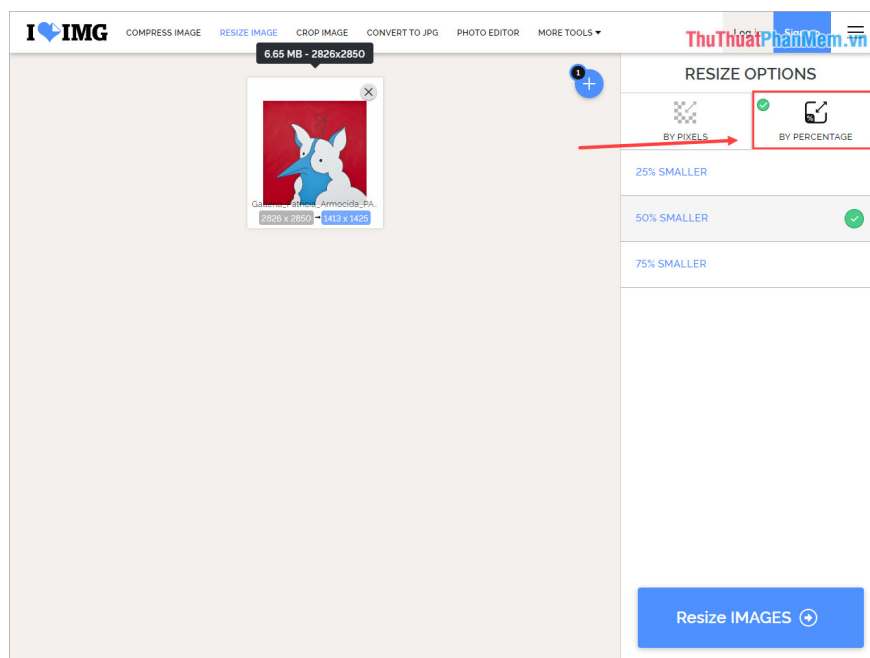 I IMG
COMPRESS IMAGE
RESIZE IMAGE
CROP IMAGE
CONVERT TO JPG
PHOTO EDITOR
MORE TOOLS
ThuThuatPhanMem.vn
6.65 MB - 2826x2850
1
Galleria_Patricia_Armocida_PA..
2826 x 2850
1413 x 1425
RESIZE OPTIONS
BY PIXELS
%
BY PERCENTAGE
25% SMALLER
50% SMALLER
75% SMALLER
Resize IMAGES